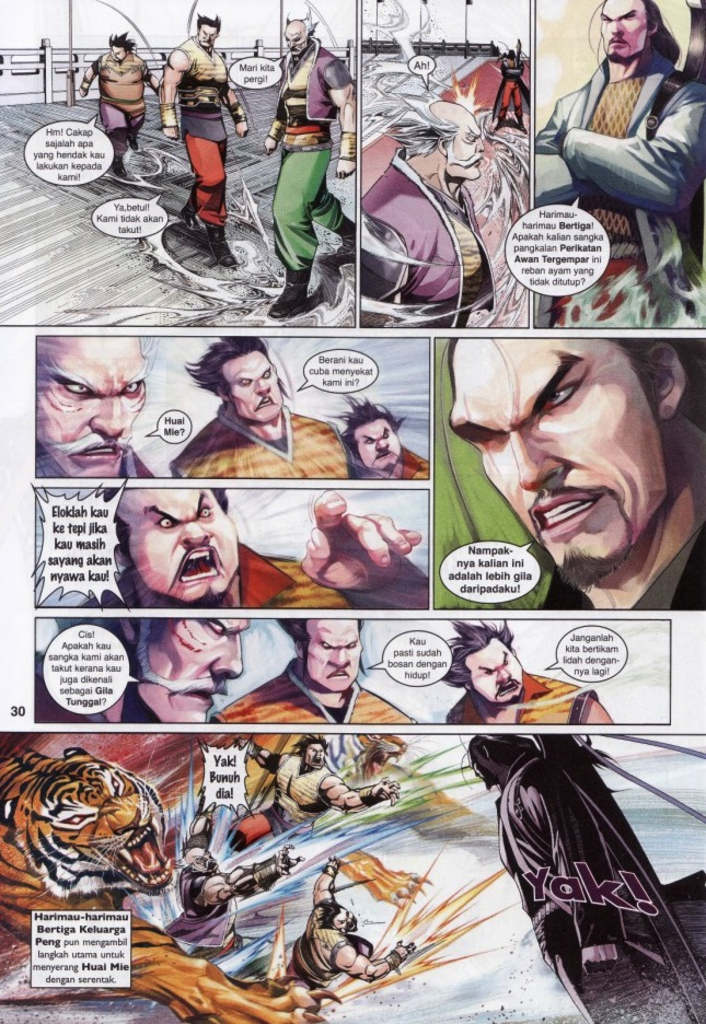 Mari kita
pergi!
Hm! Cakap
sajalah apa
yang hendak kau
lakukan kepada
kami!
Ya,betul!
Kami tidak akan
takut!
Ah!
Harimau-
harimau Bertiga!
Apakah kalian sangka
pangkalan Perikatan
Awan Tergempar ini
reban ayam yang
tidak ditutup?
Huai
Mie?
Berani kau
cuba menyekat
kami ini?
Eloklah kau
ke tepi jika
kau masih
sayang akan
nyawa kau!
Nampak-
nya kalian ini
adalah lebih gila
daripadaku!
Cis!
Apakah kau
sangka kami akan
takut kerana kau
juga dikenali
sebagai Gila
Tunggal?
Kau
pasti sudah
bosan dengan
hidup!
Janganlah
kita bertikam
lidah dengan-
nya lagi!
30
Yak!
Bunuh
dia!
Yak!
Harimau-harimau
Bertiga Keluarga
Peng pun mengambil
langkah utama untuk
menyerang Huai Mie
dengan serentak.